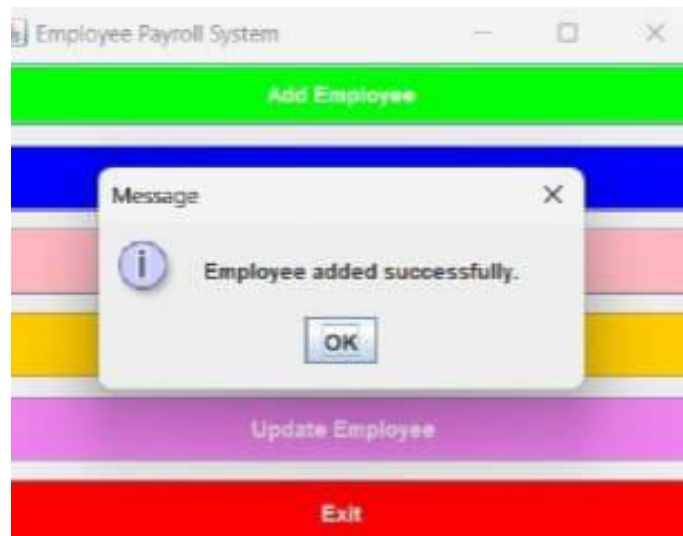 Employee Payroll System
Add Employee
Message
Employee added successfully.
OK
Update Employee
Exit